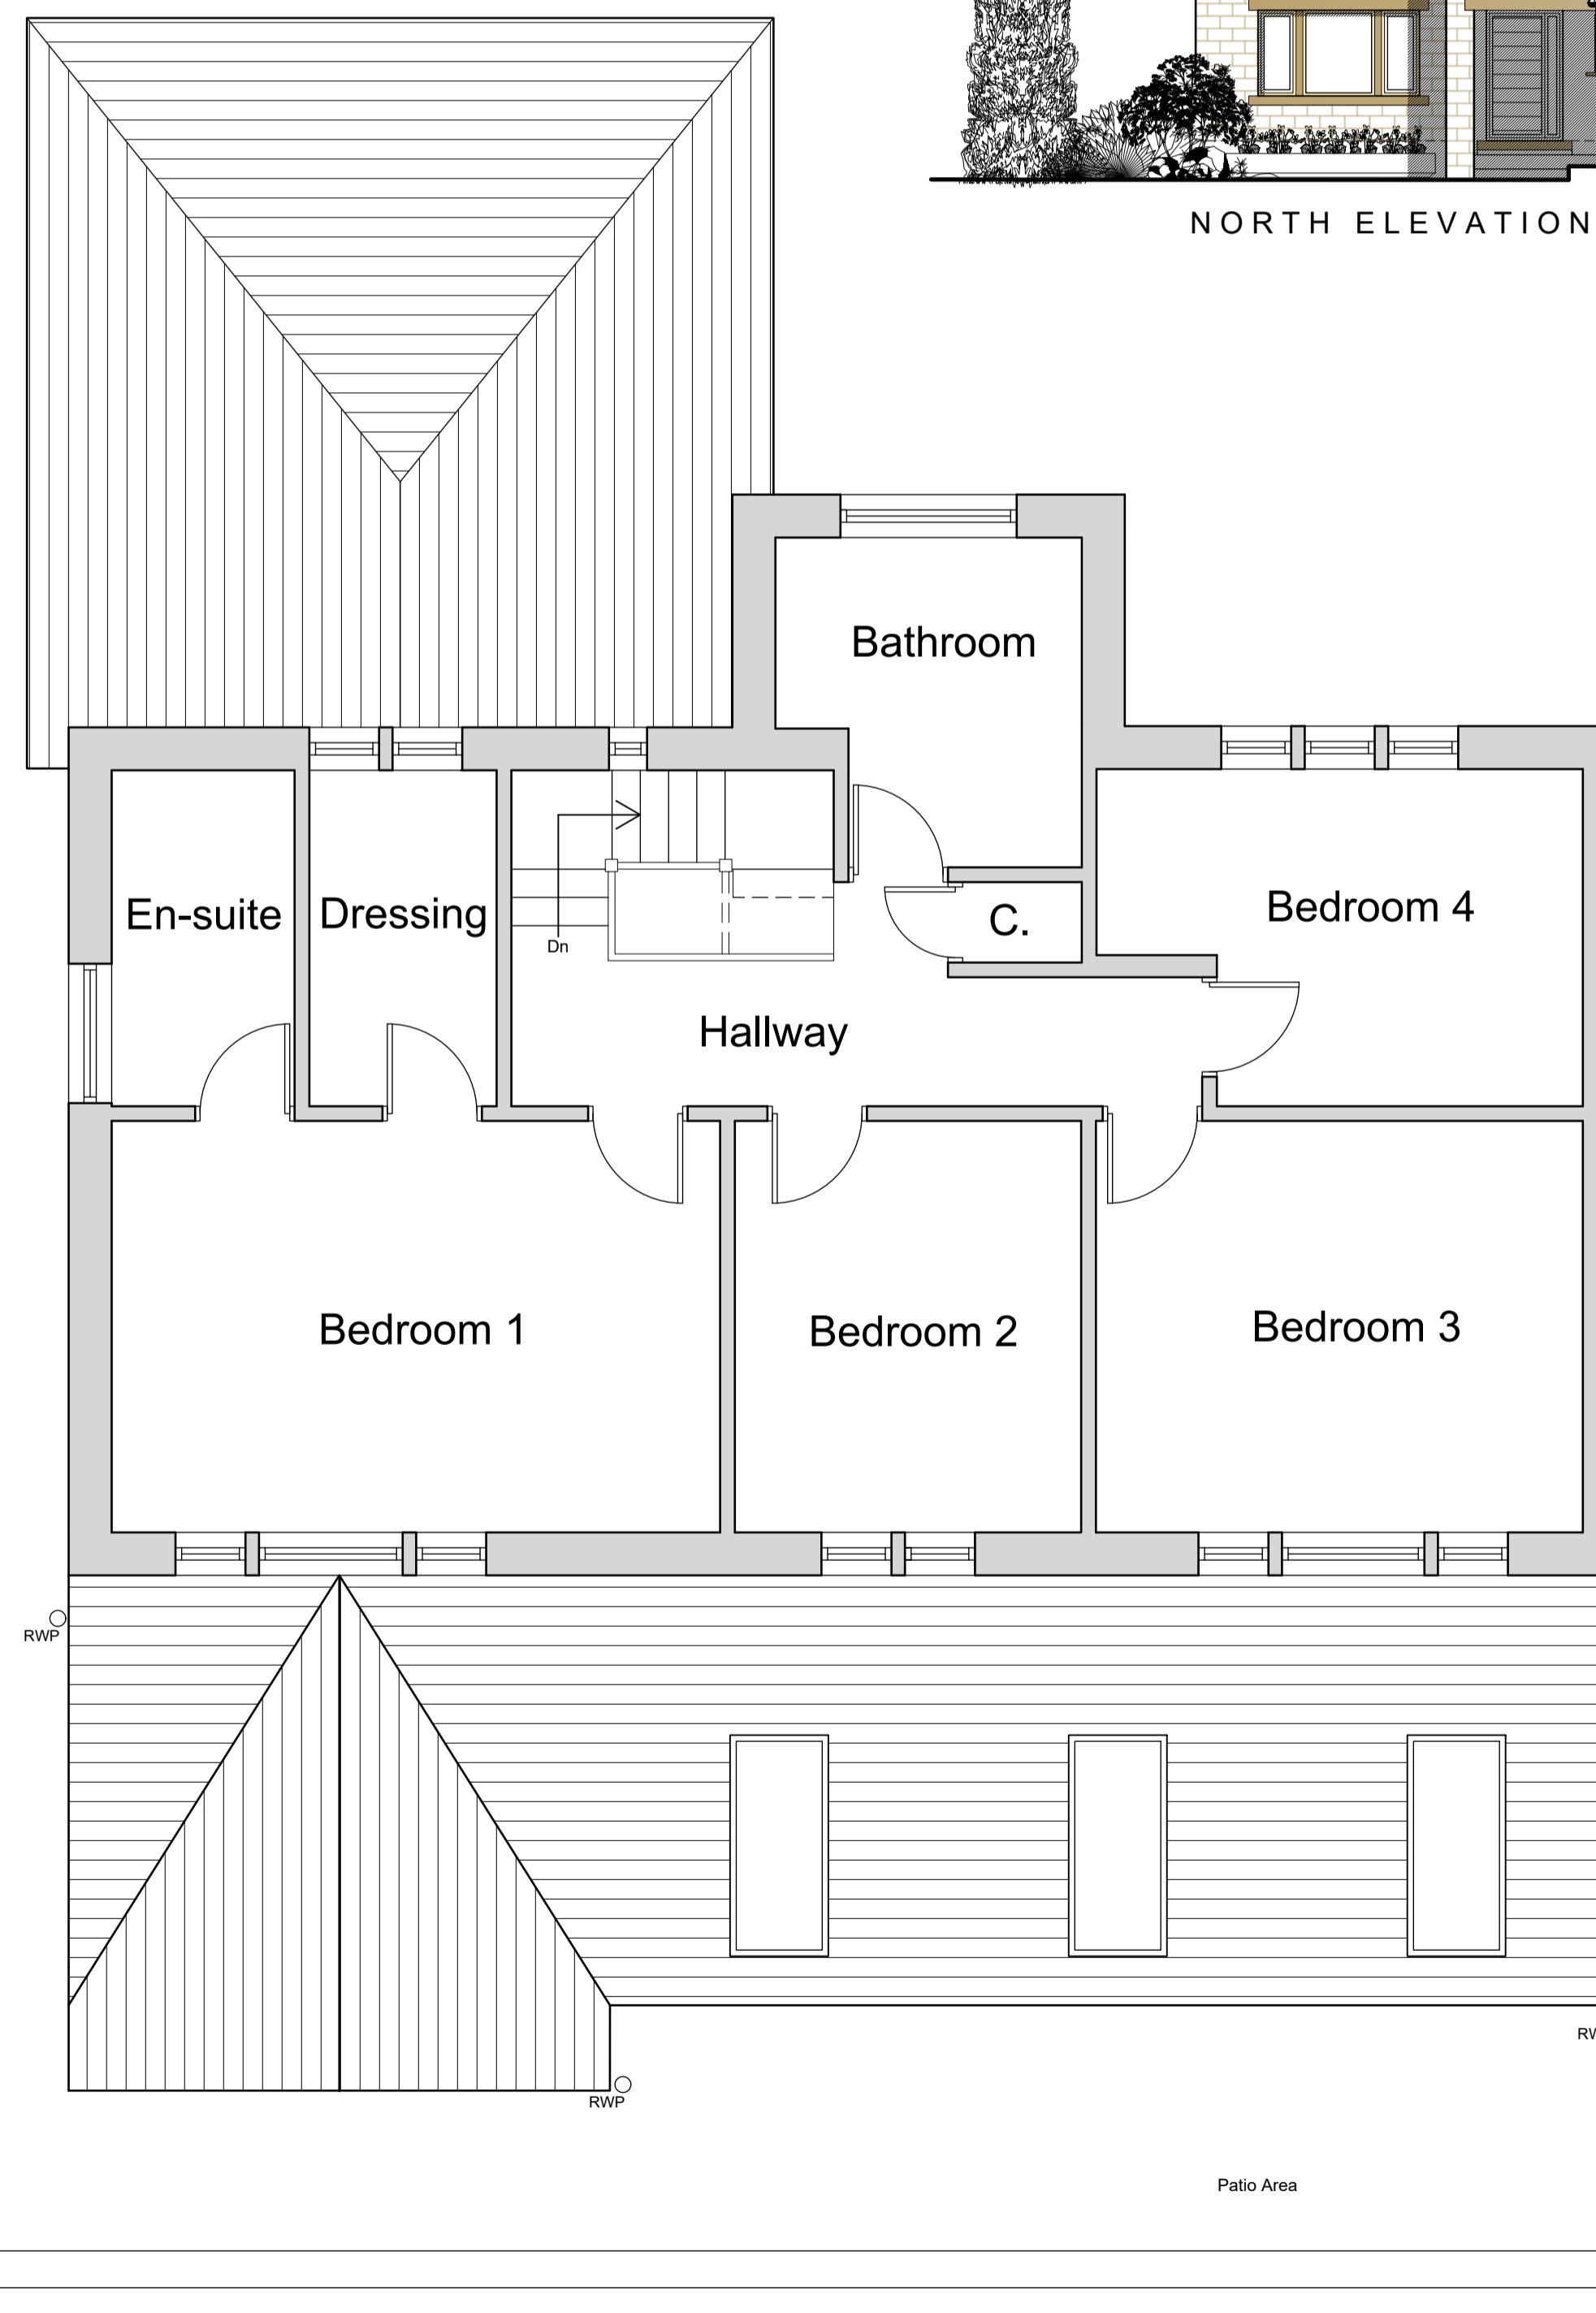 NORTH ELEVATION
Bathroom
En-suite
Dressing
C.
Bedroom 4
Dn
Hallway
Bedroom 1
Bedroom 2
Bedroom 3
RWP
RWP
Patio Area